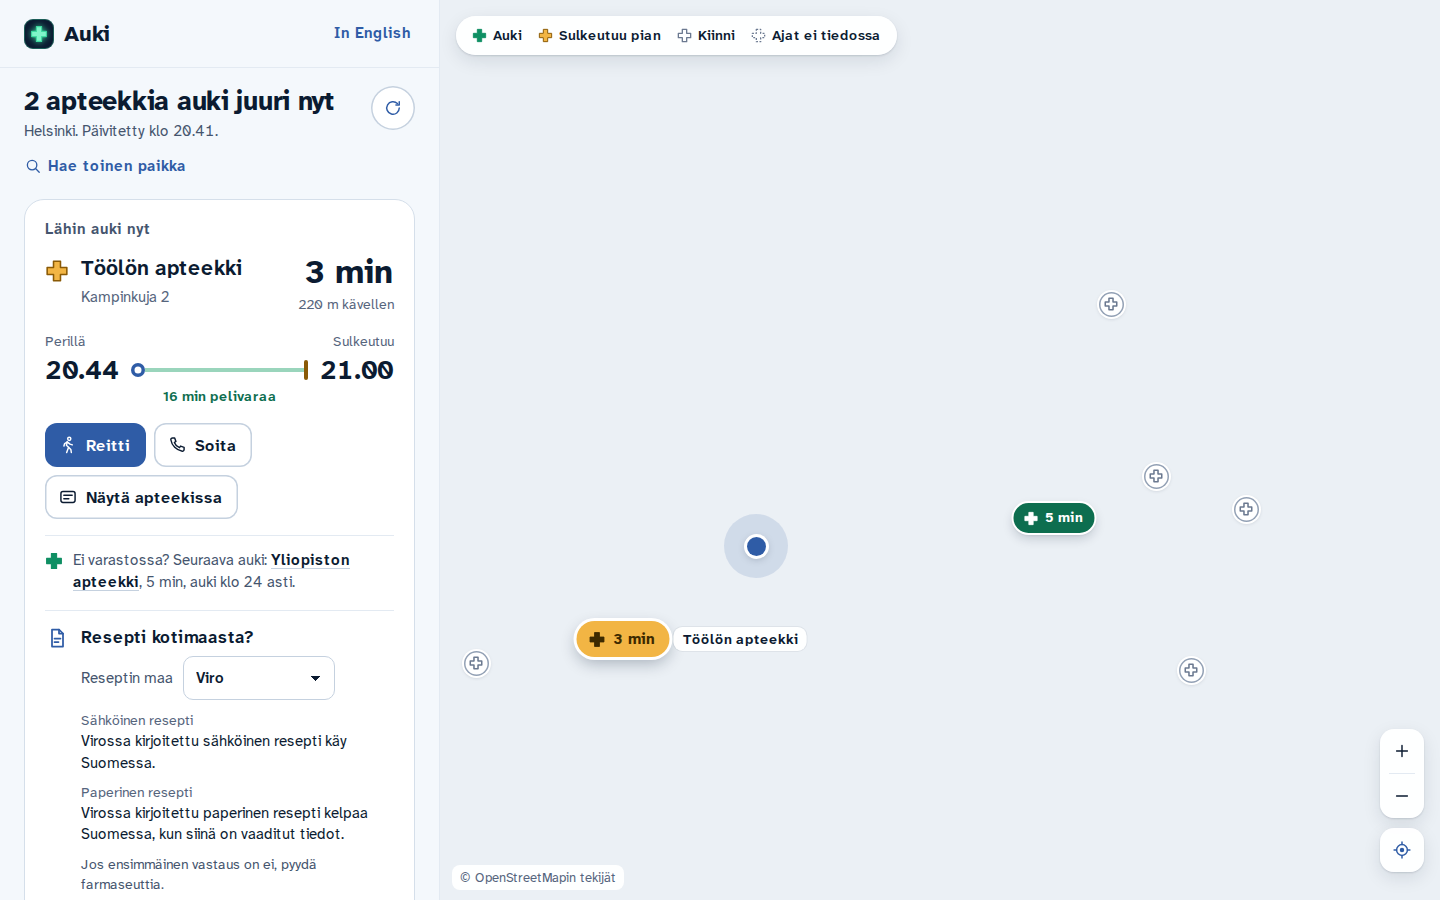 Auki
In English
2 apteekkia auki juuri nyt
Helsinki. Päivitetty klo 20.41.
Hae toinen paikka
Lähin auki nyt
Töölön apteekki
3 min
Kampinkuja 2
220 m kävellen
Perillä
Sulkeutuu
20.44
21.00
16 min pelivaraa
Reitti
Soita
Näytä apteekissa
Ei varastossa? Seuraava auki: Yliopiston
apteekki, 5 min, auki klo 24 asti.
Resepti kotimaasta?
Reseptin maa
Viro
Sähköinen resepti
Virossa kirjoitettu sähköinen resepti käy
Suomessa.
Paperinen resepti
Virossa kirjoitettu paperinen resepti kelpaa
Suomessa, kun siinä on vaaditut tiedot.
Jos ensimmäinen vastaus on ei, pyydä
farmaseuttia.
Auki
Sulkeutuu pian
Kiinni
Ajat ei tiedossa
5 min
3 min
Töölön apteekki
+
−
© OpenStreetMapin tekijät